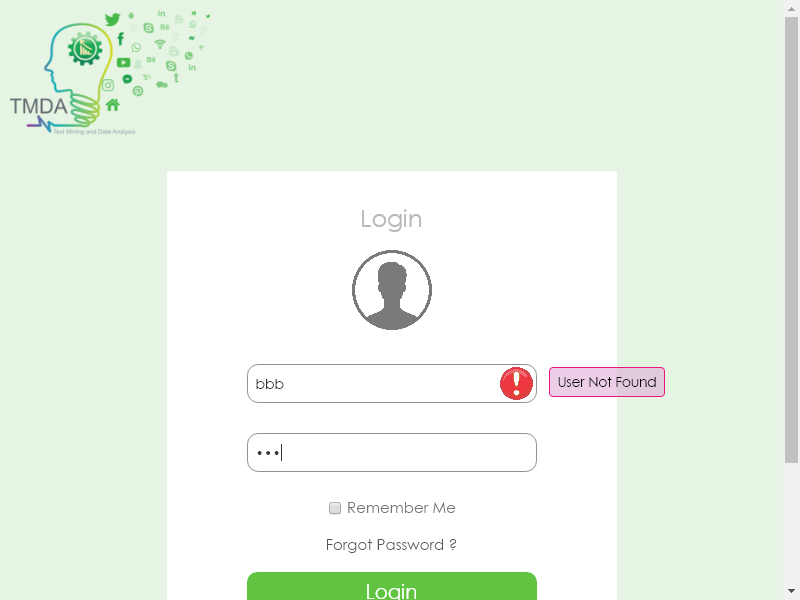 TMDA
Text Mining and Data Analysis
Login
bbb
User Not Found
Remember Me
Forgot Password ?
Login